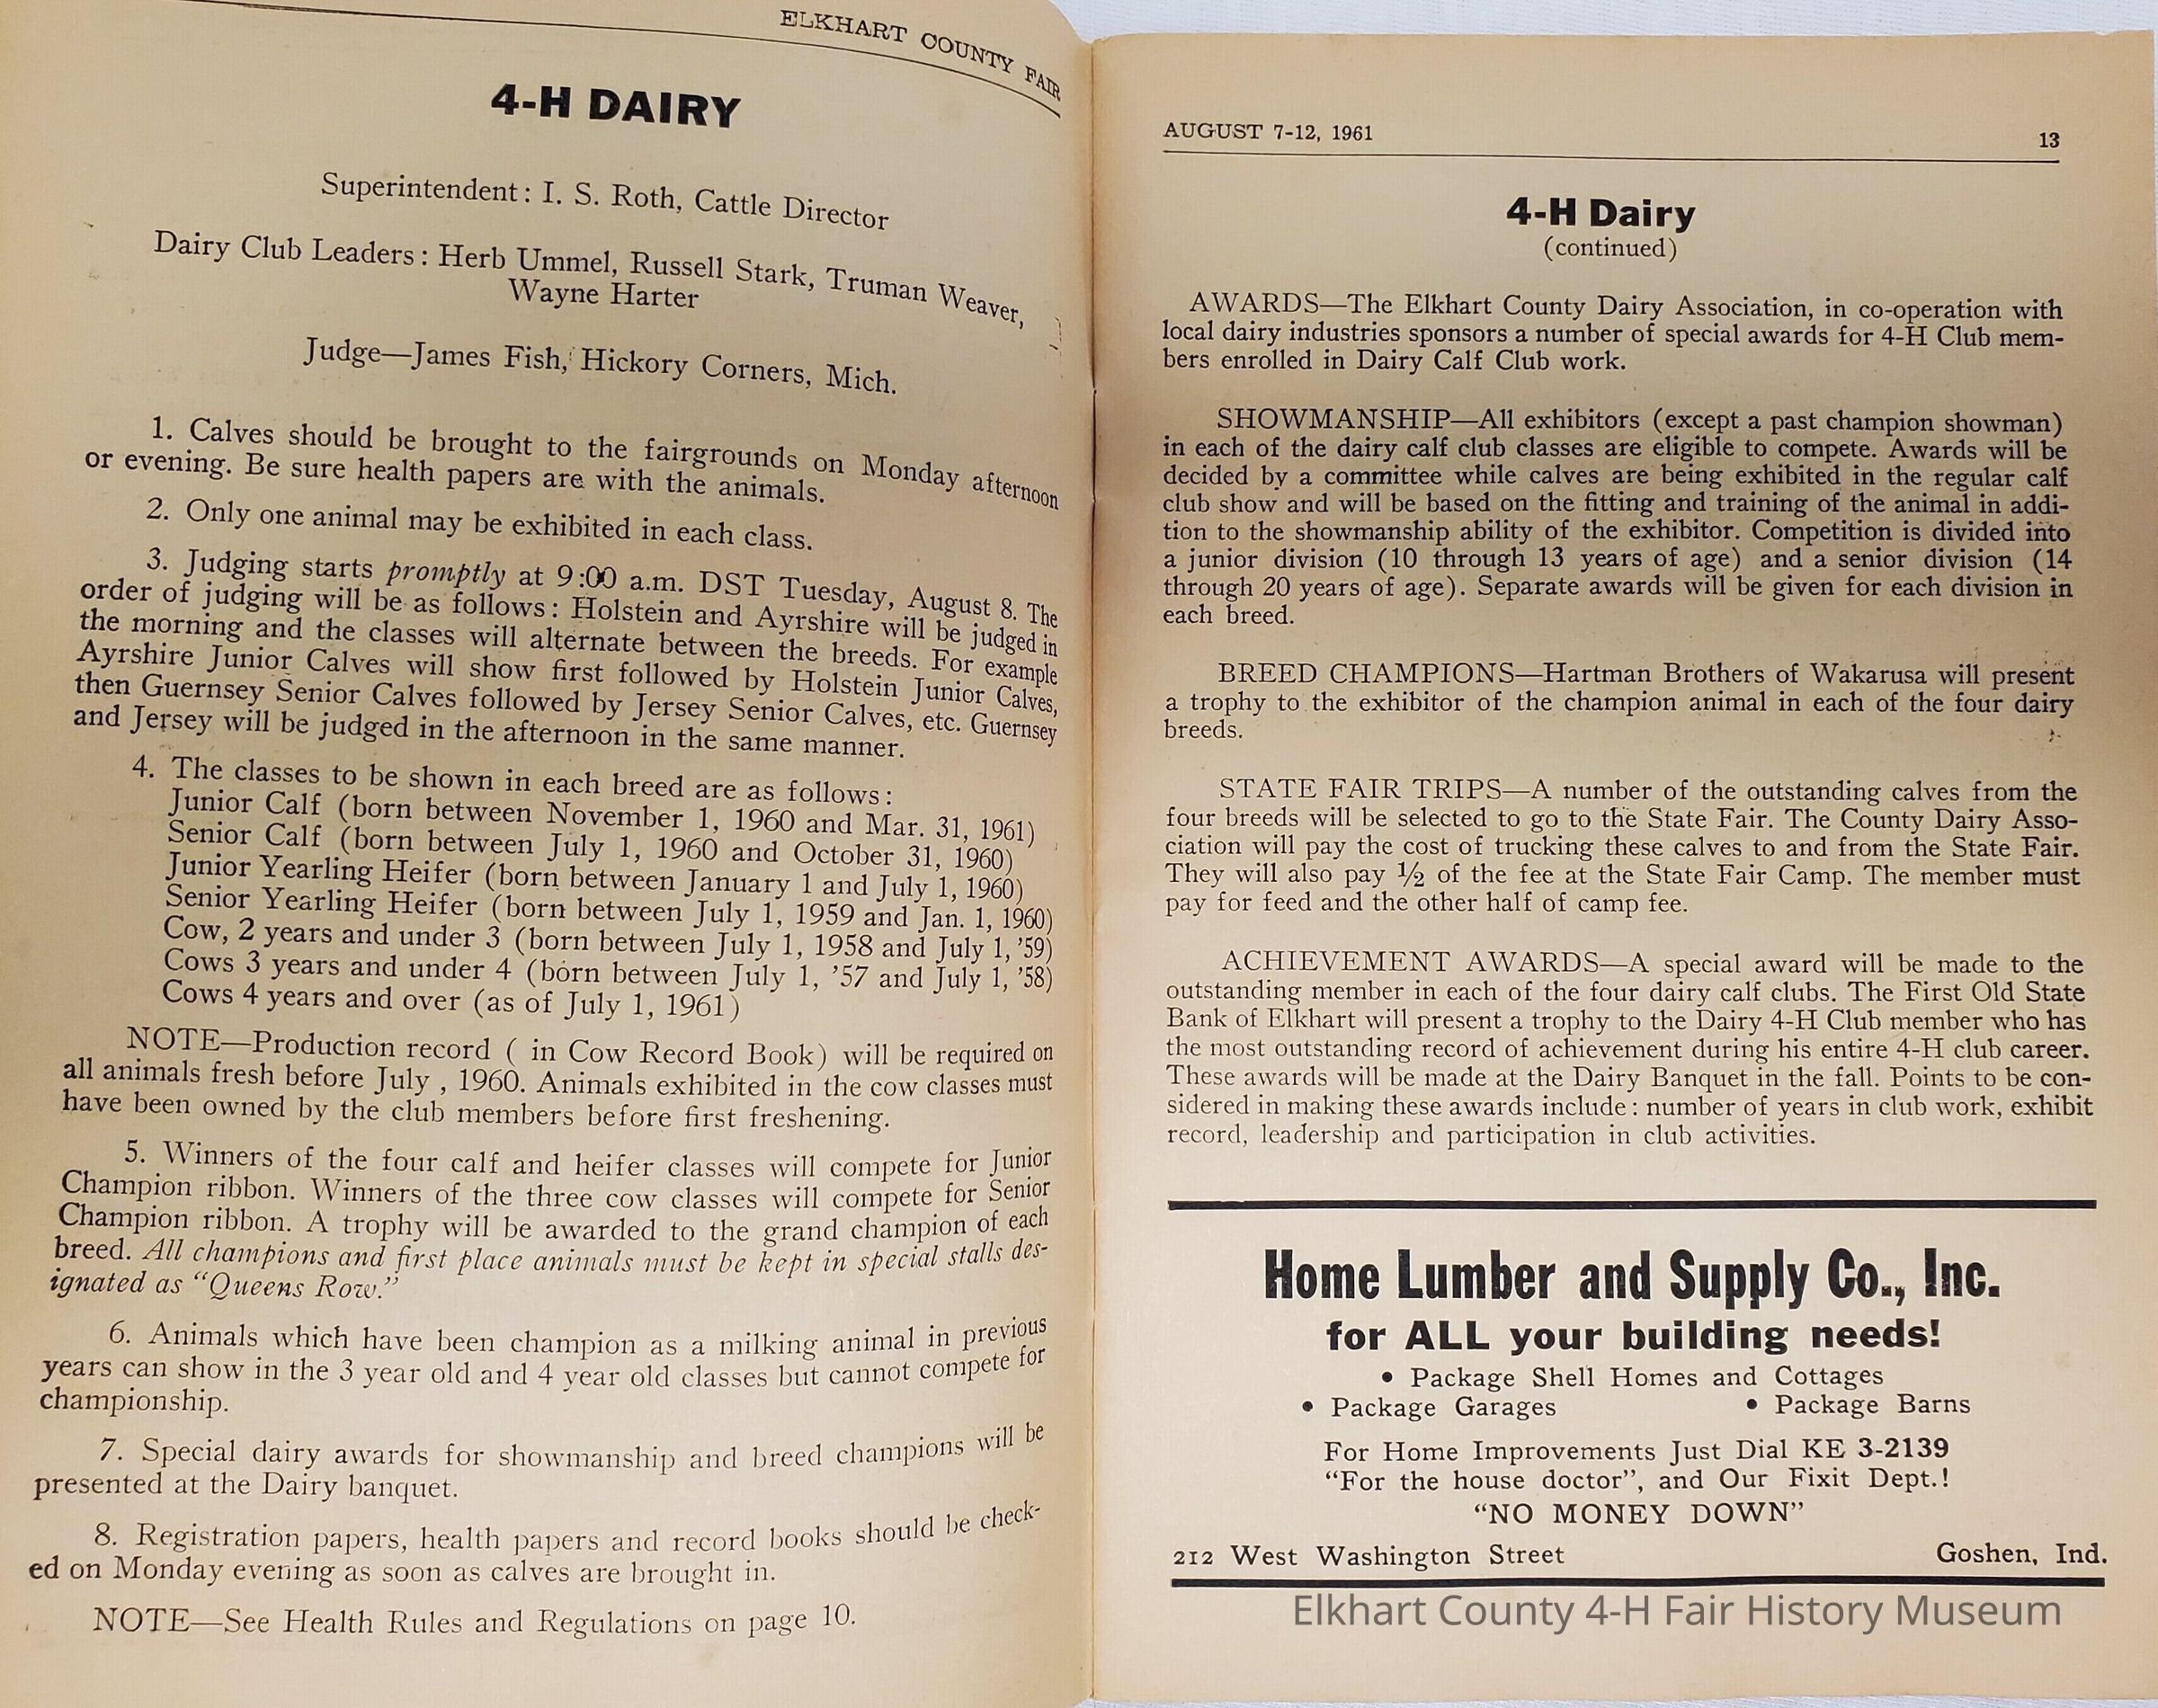 ELKHART COUNTY FAIR
4-H DAIRY
Superintendent: I. S. Roth, Cattle Director
Dairy Club Leaders: Herb Ummel, Russell Stark, Truman Weaver,
Wayne Harter
Judge—James Fish, Hickory Corners, Mich.
1. Calves should be brought to the fairgrounds on Monday afternoon
or evening. Be sure health papers are with the animals.
2. Only one animal may be exhibited in each class.
3. Judging starts promptly at 9:00 a.m. DST Tuesday, August 8. The
order of judging will be as follows: Holstein and Ayrshire will be judged in
the morning and the classes will alternate between the breeds. For example
Ayrshire Junior Calves will show first followed by Holstein Junior Calves,
then Guernsey Senior Calves followed by Jersey Senior Calves, etc. Guernsey
and Jersey will be judged in the afternoon in the same manner.
4. The classes to be shown in each breed are as follows:
Junior Calf (born between November 1, 1960 and Mar. 31, 1961)
Senior Calf (born between July 1, 1960 and October 31, 1960)
Junior Yearling Heifer (born between January 1 and July 1, 1960)
Senior Yearling Heifer (born between July 1, 1959 and Jan. 1, 1960)
Cow, 2 years and under 3 (born between July 1, 1958 and July 1, ’59)
Cows 3 years and under 4 (born between July 1, ’57 and July 1, ’58)
Cows 4 years and over (as of July 1, 1961)
NOTE—Production record ( in Cow Record Book) will be required on
all animals fresh before July , 1960. Animals exhibited in the cow classes must
have been owned by the club members before first freshening.
5. Winners of the four calf and heifer classes will compete for Junior
Champion ribbon. Winners of the three cow classes will compete for Senior
Champion ribbon. A trophy will be awarded to the grand champion of each
breed. All champions and first place animals must be kept in special stalls des-
ignated as “Queens Row.”
6. Animals which have been champion as a milking animal in previous
years can show in the 3 year old and 4 year old classes but cannot compete for
championship.
7. Special dairy awards for showmanship and breed champions will be
presented at the Dairy banquet.
8. Registration papers, health papers and record books should be check-
ed on Monday evening as soon as calves are brought in.
NOTE—See Health Rules and Regulations on page 10.
AUGUST 7-12, 1961 13
4-H Dairy
(continued)
AWARDS—The Elkhart County Dairy Association, in co-operation with
local dairy industries sponsors a number of special awards for 4-H Club mem-
bers enrolled in Dairy Calf Club work.
SHOWMANSHIP—All exhibitors (except a past champion showman)
in each of the dairy calf club classes are eligible to compete. Awards will be
decided by a committee while calves are being exhibited in the regular calf
club show and will be based on the fitting and training of the animal in addi-
tion to the showmanship ability of the exhibitor. Competition is divided into
a junior division (10 through 13 years of age) and a senior division (14
through 20 years of age). Separate awards will be given for each division in
each breed.
BREED CHAMPIONS—Hartman Brothers of Wakarusa will present
a trophy to the exhibitor of the champion animal in each of the four dairy
breeds.
STATE FAIR TRIPS—A number of the outstanding calves from the
four breeds will be selected to go to the State Fair. The County Dairy Asso-
ciation will pay the cost of trucking these calves to and from the State Fair.
They will also pay ½ of the fee at the State Fair Camp. The member must
pay for feed and the other half of camp fee.
ACHIEVEMENT AWARDS—A special award will be made to the
outstanding member in each of the four dairy calf clubs. The First Old State
Bank of Elkhart will present a trophy to the Dairy 4-H Club member who has
the most outstanding record of achievement during his entire 4-H club career.
These awards will be made at the Dairy Banquet in the fall. Points to be con-
sidered in making these awards include: number of years in club work, exhibit
record, leadership and participation in club activities.
Home Lumber and Supply Co., Inc.
for ALL your building needs!
• Package Shell Homes and Cottages
• Package Garages • Package Barns
For Home Improvements Just Dial KE 3-2139
“For the house doctor”, and Our Fixit Dept.!
“NO MONEY DOWN”
212 West Washington Street Goshen, Ind.
Elkhart County 4-H Fair History Museum